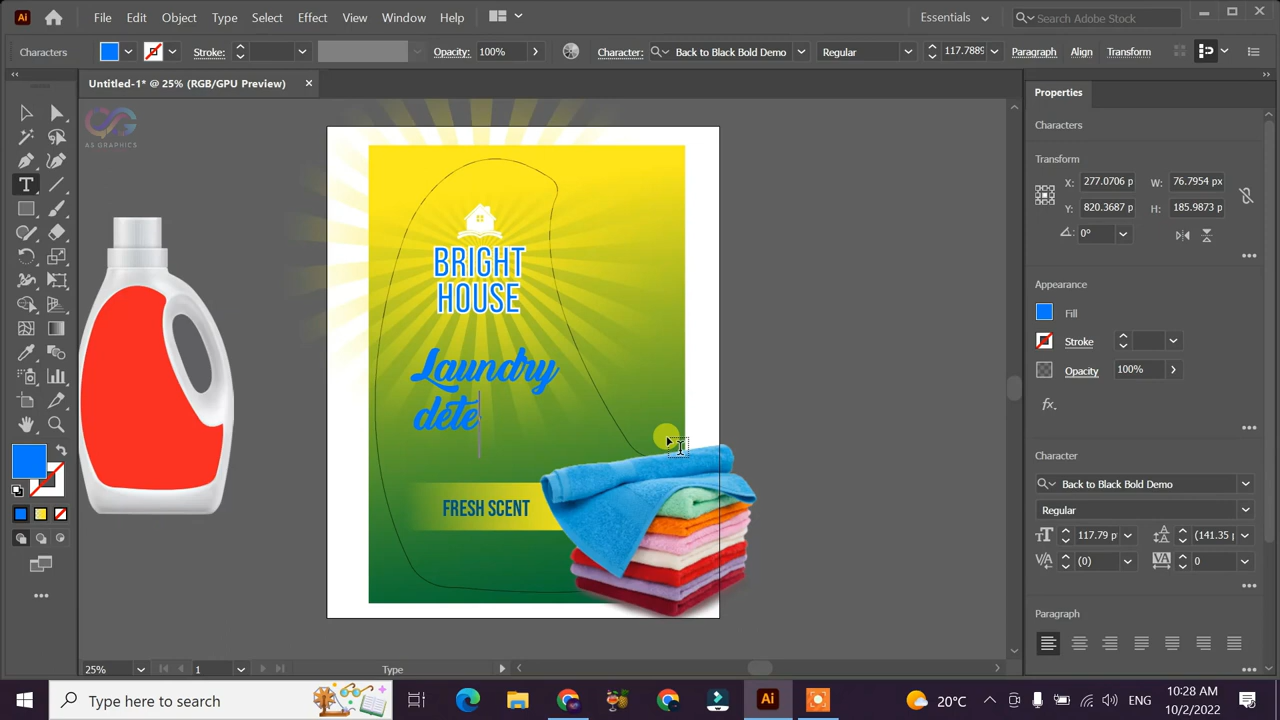 Ai File Edit Object Type Select Effect View Window Help Essentials Search Adobe Stock
Characters Stroke: Opacity: 100% Character: Back to Black Bold Demo Regular 117.7889 Paragraph Align Transform
Untitled-1* @ 25% (RGB/GPU Preview) ×
Properties
AS GRAPHICS
Characters
Transform
X: 277.0706 p W: 76.7954 px
Y: 820.3687 p H: 185.9873 p
0°
BRIGHT
HOUSE
Appearance
Fill
Stroke
Opacity 100%
fx
Laundry
dete
Character
Back to Black Bold Demo
Regular
117.79 p (141.35 p
(0) 0
FRESH SCENT
Paragraph
25% 1 Type
Type here to search
Ai
20°C ENG
10:28 AM
10/2/2022